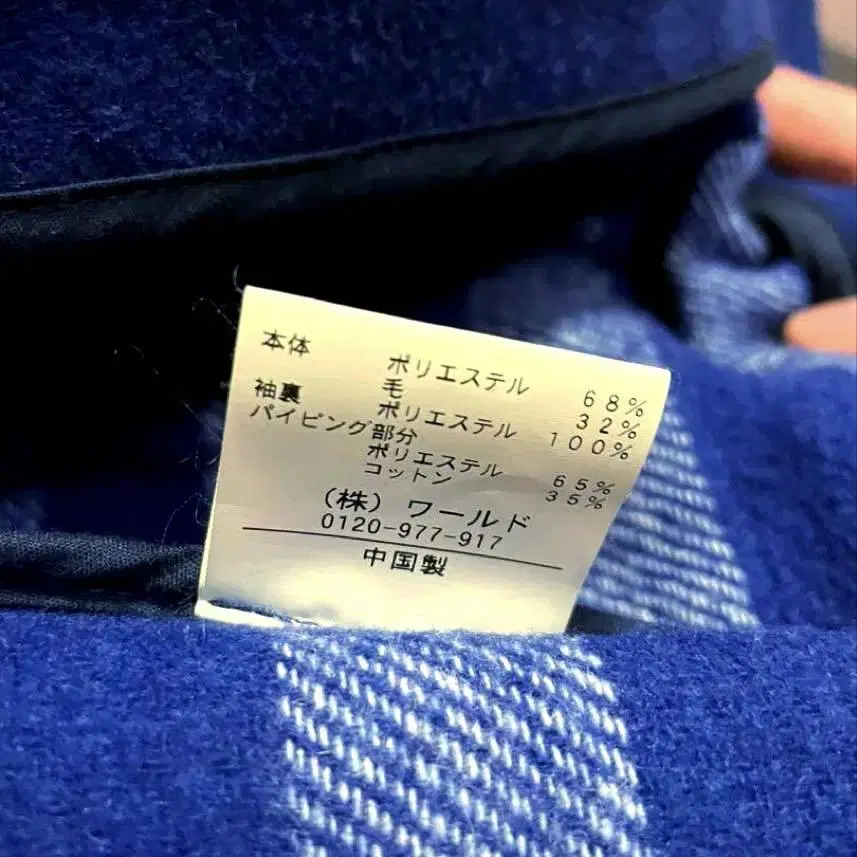 本体 ポリエステル 68%
毛 32%
袖裏 ポリエステル 100%
パイピング部分
ポリエステル 65%
コットン 35%
(株) ワールド
0120-977-917
中国製